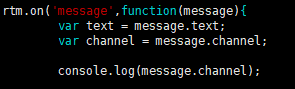 rtm.on('message',function(message){
var text = message.text;
var channel = message.channel;
console.log(message.channel);